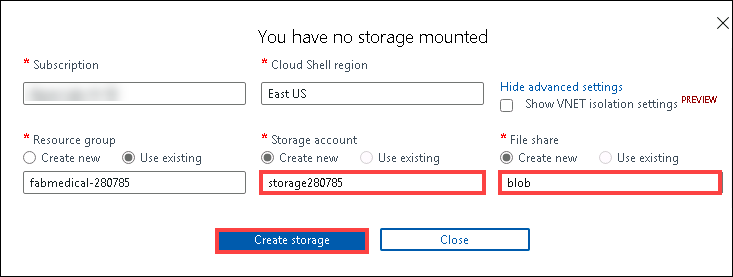 You have no storage mounted
* Subscription
* Cloud Shell region
East US
Hide advanced settings
Show VNET isolation settings PREVIEW
* Resource group
* Storage account
* File share
Create new Use existing
Create new Use existing
Create new Use existing
fabmedical-280785
storage280785
blob
Create storage
Close